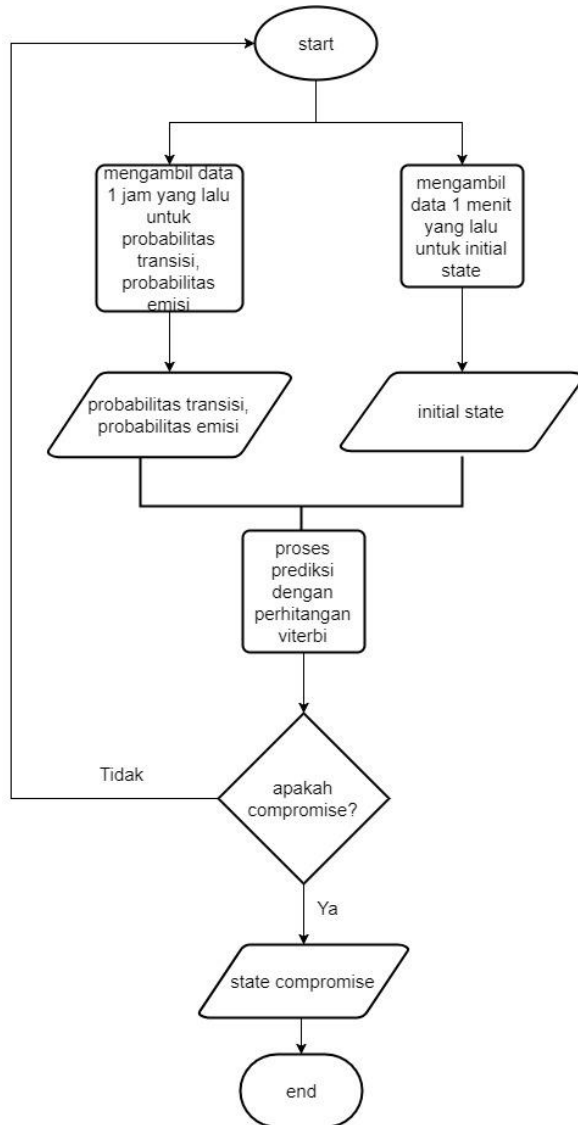 start
mengambil data
1 jam yang lalu
untuk
probabilitas
transisi,
probabilitas
emisi
mengambil
data 1 menit
yang lalu
untuk initial
state
probabilitas transisi,
probabilitas emisi
initial state
proses
prediksi
dengan
perhitangan
viterbi
Tidak
apakah
compromise?
Ya
state compromise
end